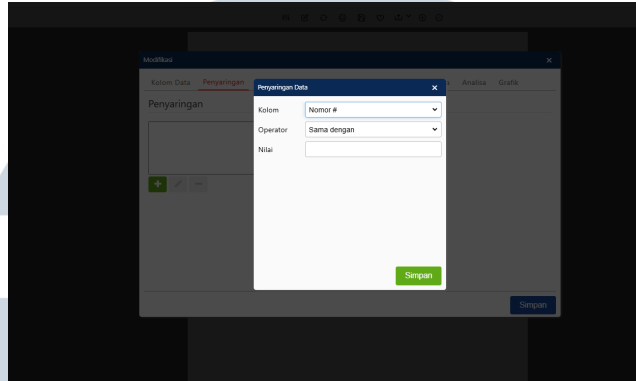 Modifikasi
Kolom Data Penyaringan Analisa Grafik
Penyaringan
Penyaringan Data
Kolom Nomor #
Operator Sama dengan
Nilai
Simpan
Simpan